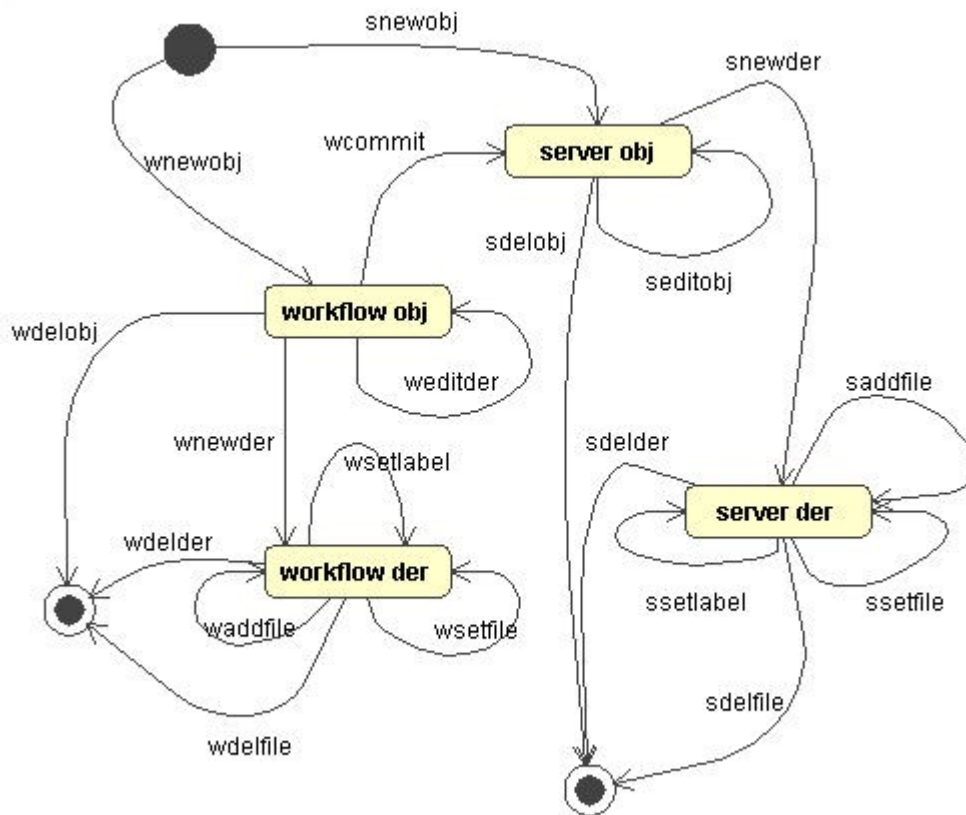 snewobj
snewder
wcommit
server obj
wnewobj
sdelobj
seditobj
workflow obj
wdelobj
weditder
saddfile
wnewder
sdelder
wsetlabel
server der
wdelder
workflow der
ssetlabel
ssetfile
waddfile
wsetfile
sdelfile
wdelfile